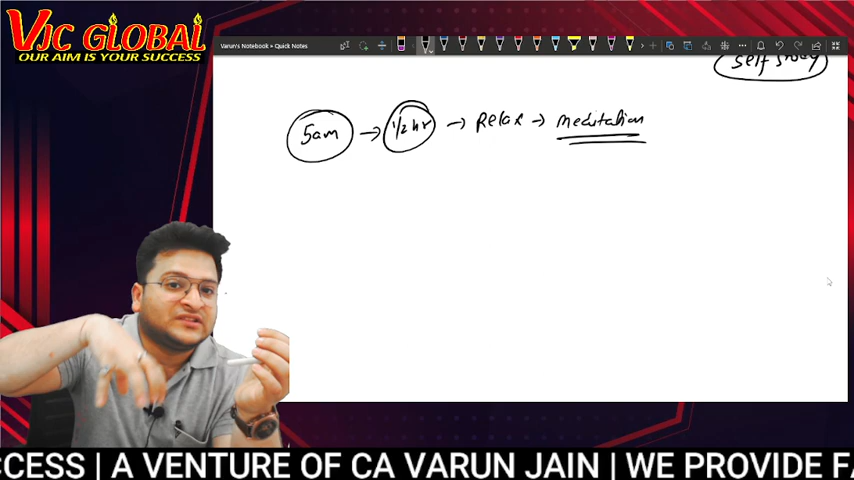 VJC GLOBAL
OUR AIM IS YOUR SUCCESS
Varun's Notebook » Quick Notes
Self Study
5am → 1/2 hr → Relax → Meditation
CCESS | A VENTURE OF CA VARUN JAIN | WE PROVIDE FA